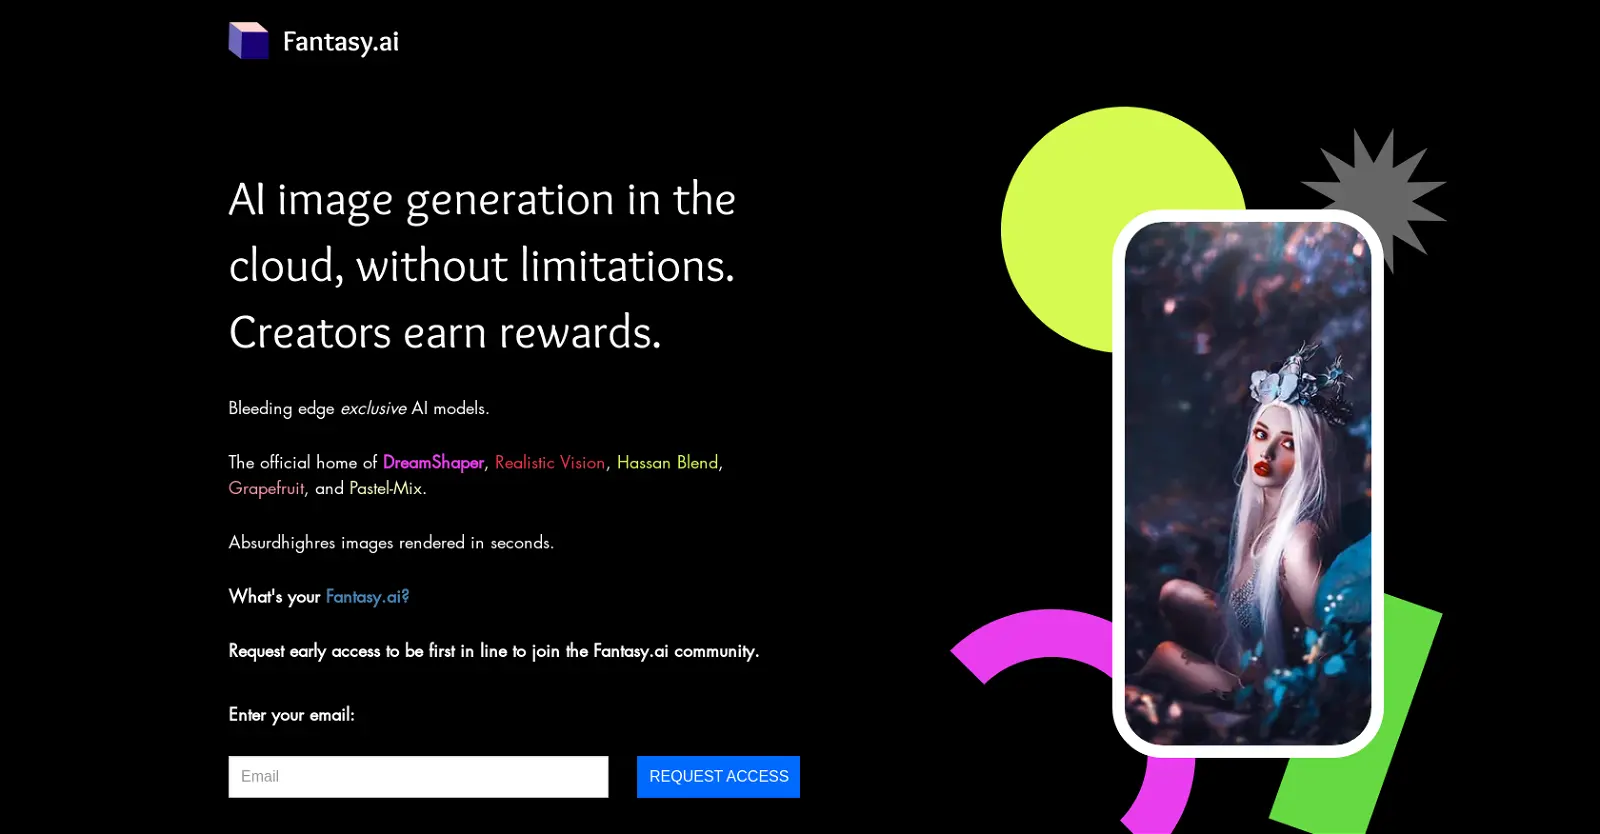 Fantasy.ai
AI image generation in the
cloud, without limitations.
Creators earn rewards.
Bleeding edge exclusive AI models.
The official home of DreamShaper, Realistic Vision, Hassan Blend,
Grapefruit, and Pastel-Mix.
Absurdhighres images rendered in seconds.
What's your Fantasy.ai?
Request early access to be first in line to join the Fantasy.ai community.
Enter your email:
Email
REQUEST ACCESS